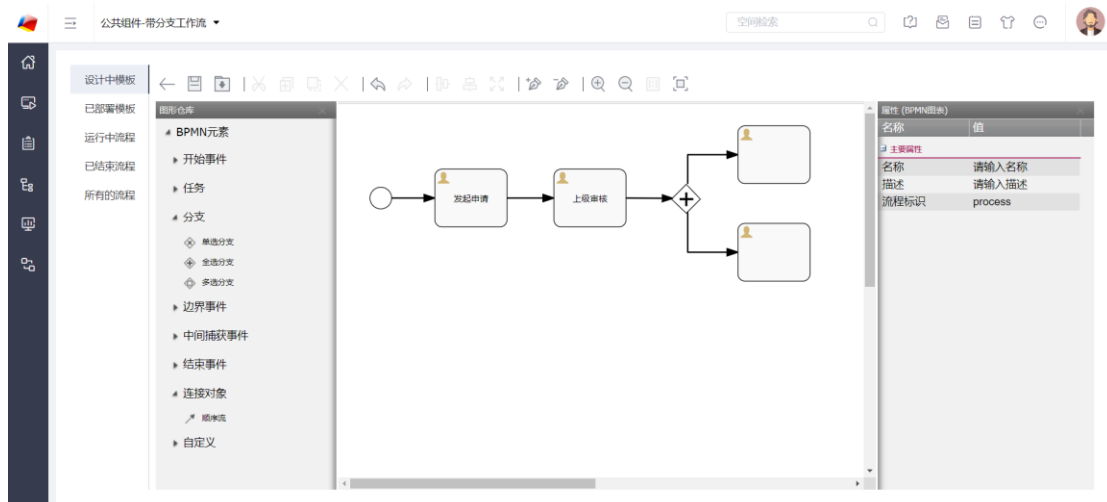 公共组件-带分支工作流
空间检索
设计中模板
已部署模板
运行中流程
已结束流程
所有的流程
图形仓库
BPMN元素
开始事件
任务
分支
单选分支
全选分支
多选分支
边界事件
中间捕获事件
结束事件
连接对象
顺序流
自定义
发起申请
上级审核
属性 (BPMN图表)
名称 值
主要属性
名称 请输入名称
描述 请输入描述
流程标识 process